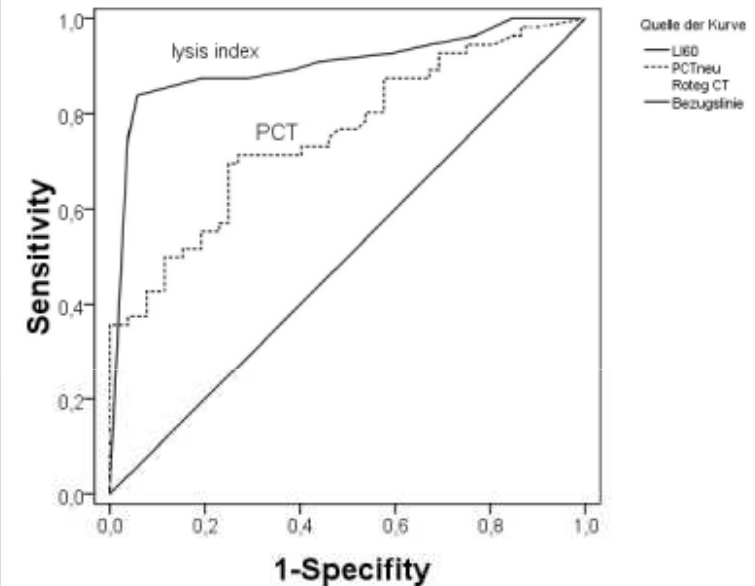 Quelle der Kurve
LI60
PCTneu
Roteg CT
Bezugslinie
lysis index
PCT
Sensitivity
1,0
0,8
0,6
0,4
0,2
0,0
0,0 0,2 0,4 0,6 0,8 1,0
1-Specifity